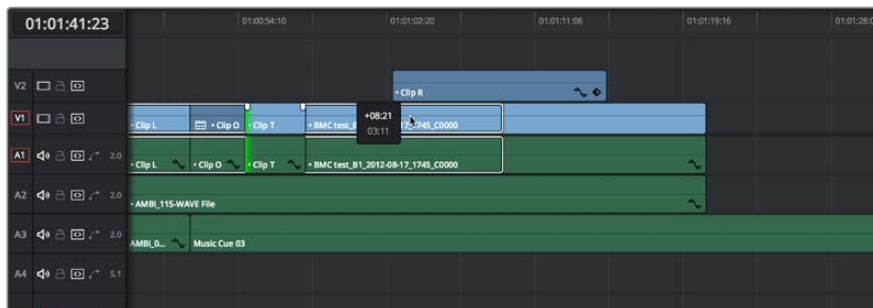 01:01:41:23
01:00:54:10
01:01:02:20
01:01:11:06
01:01:19:16
01:01:28:0
V2
• Clip R
V1
• Clip L
• Clip O
• Clip T
• BMC test_B
17_1745_C0000
+08:21
03:11
A1
2.0
• Clip L
• Clip O
• Clip T
• BMC test_B1_2012-08-17_1745_C0000
A2
2.0
• AMBI_115-WAVE File
A3
2.0
AMBI_0...
Music Cue 03
A4
5.1